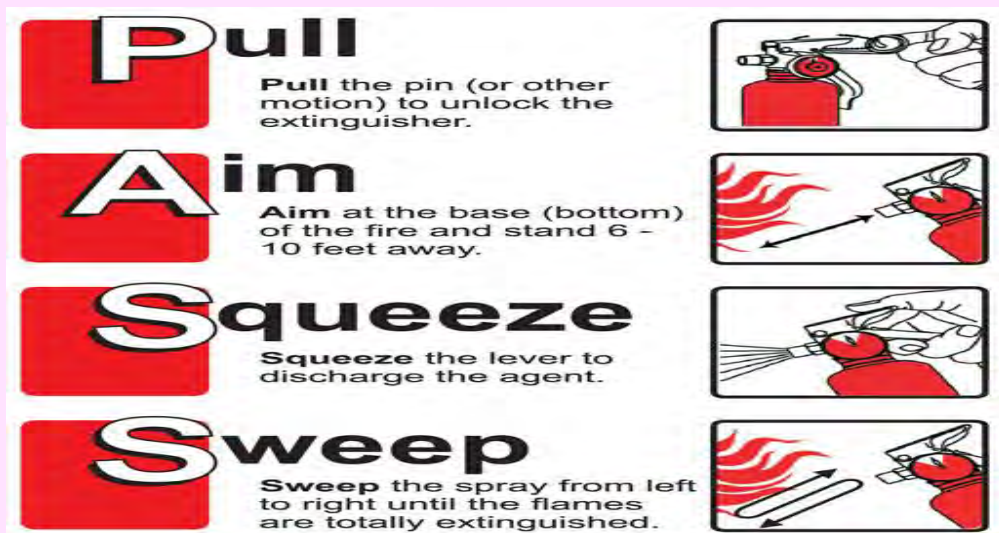 Pull
Pull the pin (or other
motion) to unlock the
extinguisher.
Aim
Aim at the base (bottom)
of the fire and stand 6 -
10 feet away.
Squeeze
Squeeze the lever to
discharge the agent.
Sweep
Sweep the spray from left
to right until the flames
are totally extinguished.